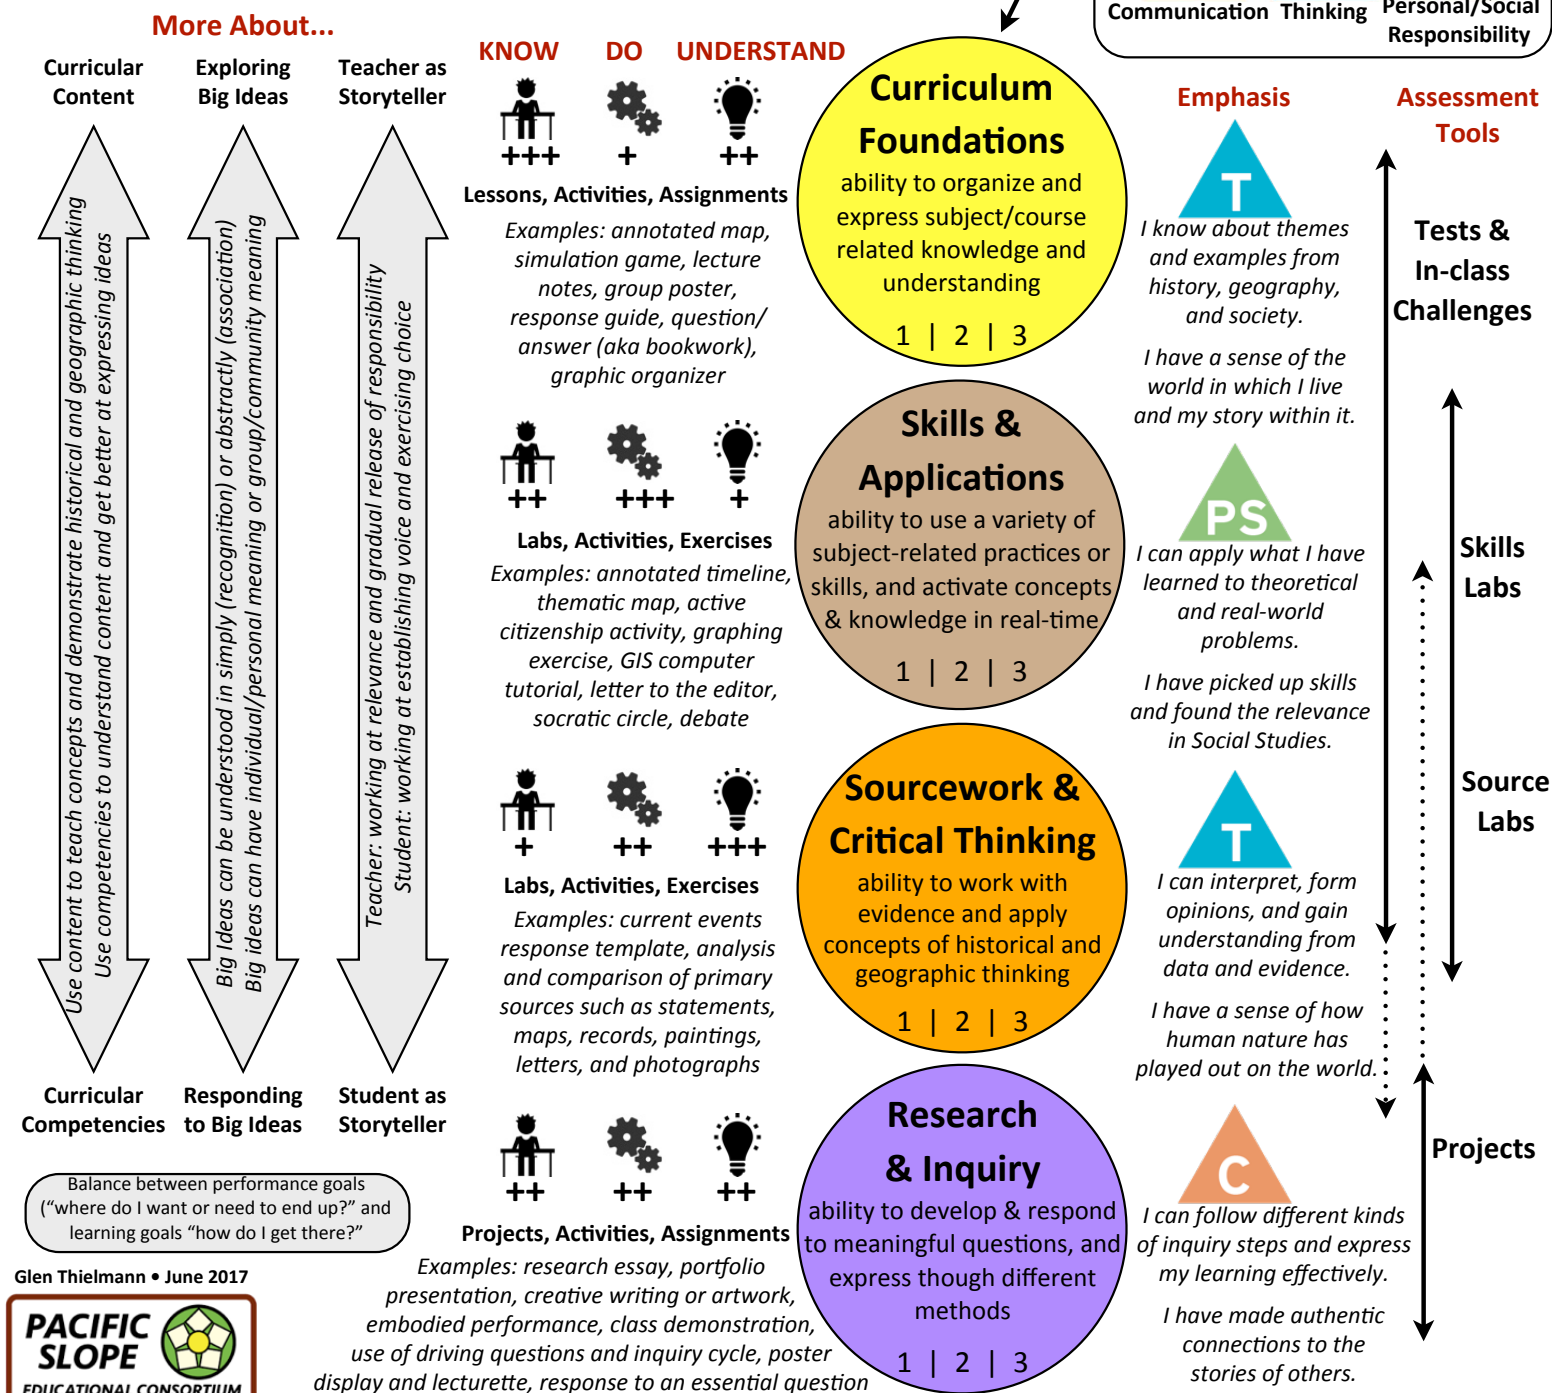 Communication Thinking Personal/Social
Responsibility
More About...
Curricular
Content
Exploring
Big Ideas
Teacher as
Storyteller
Use content to teach concepts and demonstrate historical and geographic thinking
Use competencies to understand content and get better at expressing ideas
Big Ideas can be understood in simply (recognition) or abstractly (association)
Big ideas can have individual/personal meaning or group/community meaning
Teacher: working at relevance and gradual release of responsibility
Student: working at establishing voice and exercising choice
Curricular
Competencies
Responding
to Big Ideas
Student as
Storyteller
Balance between performance goals
(“where do I want or need to end up?” and
learning goals “how do I get there?”
Glen Thielmann • June 2017
PACIFIC
SLOPE
EDUCATIONAL CONSORTIUM
KNOW DO UNDERSTAND
+++ + ++
Lessons, Activities, Assignments
Examples: annotated map,
simulation game, lecture
notes, group poster,
response guide, question/
answer (aka bookwork),
graphic organizer
++ +++ +
Labs, Activities, Exercises
Examples: annotated timeline,
thematic map, active
citizenship activity, graphing
exercise, GIS computer
tutorial, letter to the editor,
socratic circle, debate
+ ++ +++
Labs, Activities, Exercises
Examples: current events
response template, analysis
and comparison of primary
sources such as statements,
maps, records, paintings,
letters, and photographs
++ ++ ++
Projects, Activities, Assignments
Examples: research essay, portfolio
presentation, creative writing or artwork,
embodied performance, class demonstration,
use of driving questions and inquiry cycle, poster
display and lecturette, response to an essential question
Curriculum
Foundations
ability to organize and
express subject/course
related knowledge and
understanding
1 | 2 | 3
Skills &
Applications
ability to use a variety of
subject-related practices or
skills, and activate concepts
& knowledge in real-time
1 | 2 | 3
Sourcework &
Critical Thinking
ability to work with
evidence and apply
concepts of historical and
geographic thinking
1 | 2 | 3
Research
& Inquiry
ability to develop & respond
to meaningful questions, and
express though different
methods
1 | 2 | 3
Emphasis
T
I know about themes
and examples from
history, geography,
and society.
I have a sense of the
world in which I live
and my story within it.
PS
I can apply what I have
learned to theoretical
and real-world
problems.
I have picked up skills
and found the relevance
in Social Studies.
T
I can interpret, form
opinions, and gain
understanding from
data and evidence.
I have a sense of how
human nature has
played out on the world.
C
I can follow different kinds
of inquiry steps and express
my learning effectively.
I have made authentic
connections to the
stories of others.
Assessment
Tools
Tests &
In-class
Challenges
Skills
Labs
Source
Labs
Projects